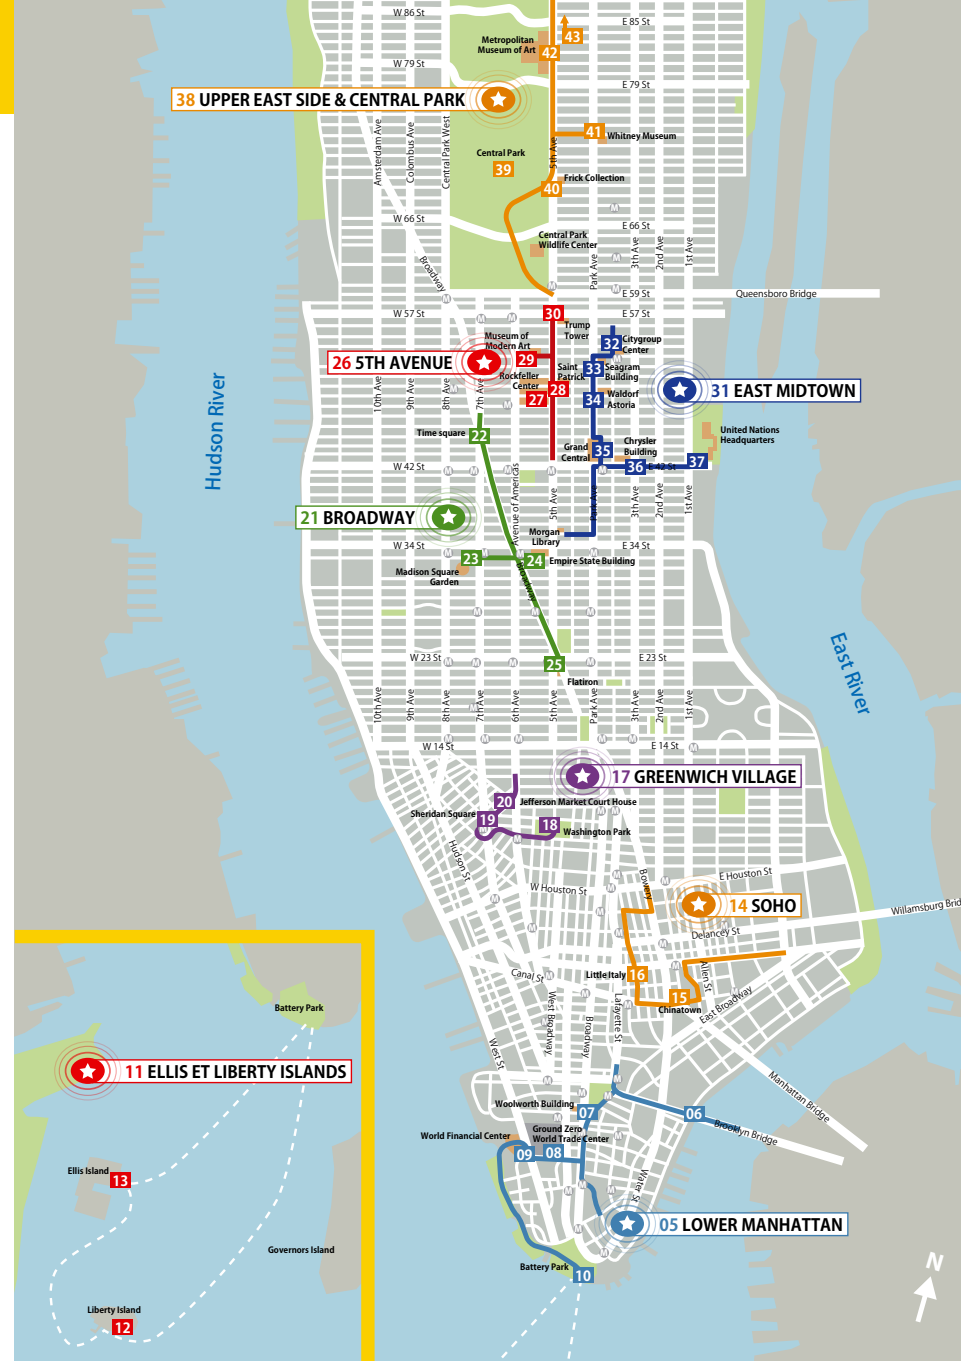 W 86 St
E 85 St
43
Metropolitan
Museum of Art
42
W 79 St
E 79 St
38 UPPER EAST SIDE & CENTRAL PARK
Amsterdam Ave
Colombus Ave
Central Park West
5th Ave
41
Whitney Museum
Central Park
39
40
Frick Collection
W 66 St
E 66 St
Central Park
Wildlife Center
Park Ave
3th Ave
2nd Ave
1st Ave
Broadway
E 59 St
Queensboro Bridge
W 57 St
30
E 57 St
Trump
Tower
Museum of
Modern Art
32
Citygroup
Center
26 5TH AVENUE
29
Saint
Patrick
33
Seagram
Building
Rockfeller
Center
28
27
34
Waldorf
Astoria
31 EAST MIDTOWN
Hudson River
10th Ave
9th Ave
8th Ave
7th Ave
Time square
22
United Nations
Headquarters
Grand
Central
35
Chrysler
Building
W 42 St
36
E 42 St
37
Avenue of Americas
5th Ave
Park Ave
3th Ave
2nd Ave
1st Ave
21 BROADWAY
Morgan
Library
W 34 St
E 34 St
23
24
Empire State Building
Madison Square
Garden
Broadway
W 23 St
25
E 23 St
East River
Flatiron
10th Ave
9th Ave
8th Ave
7th Ave
6th Ave
5th Ave
Park Ave
3th Ave
2nd Ave
1st Ave
W 14 St
E 14 St
17 GREENWICH VILLAGE
20
Jefferson Market Court House
Sheridan Square
19
18
Washington Park
Hudson St
E Houston St
W Houston St
Bowery
14 SOHO
Willamsburg Brid
Delancey St
Canal St
Little Italy
16
Allen St
15
Chinatown
East Broadway
West Broadway
Broadway
Lafayette St
West St
Battery Park
11 ELLIS ET LIBERTY ISLANDS
Manhattan Bridge
Woolworth Building
07
06
Brooklyn Bridge
World Financial Center
Ground Zero
World Trade Center
09
08
Ellis Island
13
Water St
05 LOWER MANHATTAN
Governors Island
Battery Park
10
N
Liberty Island
12
M